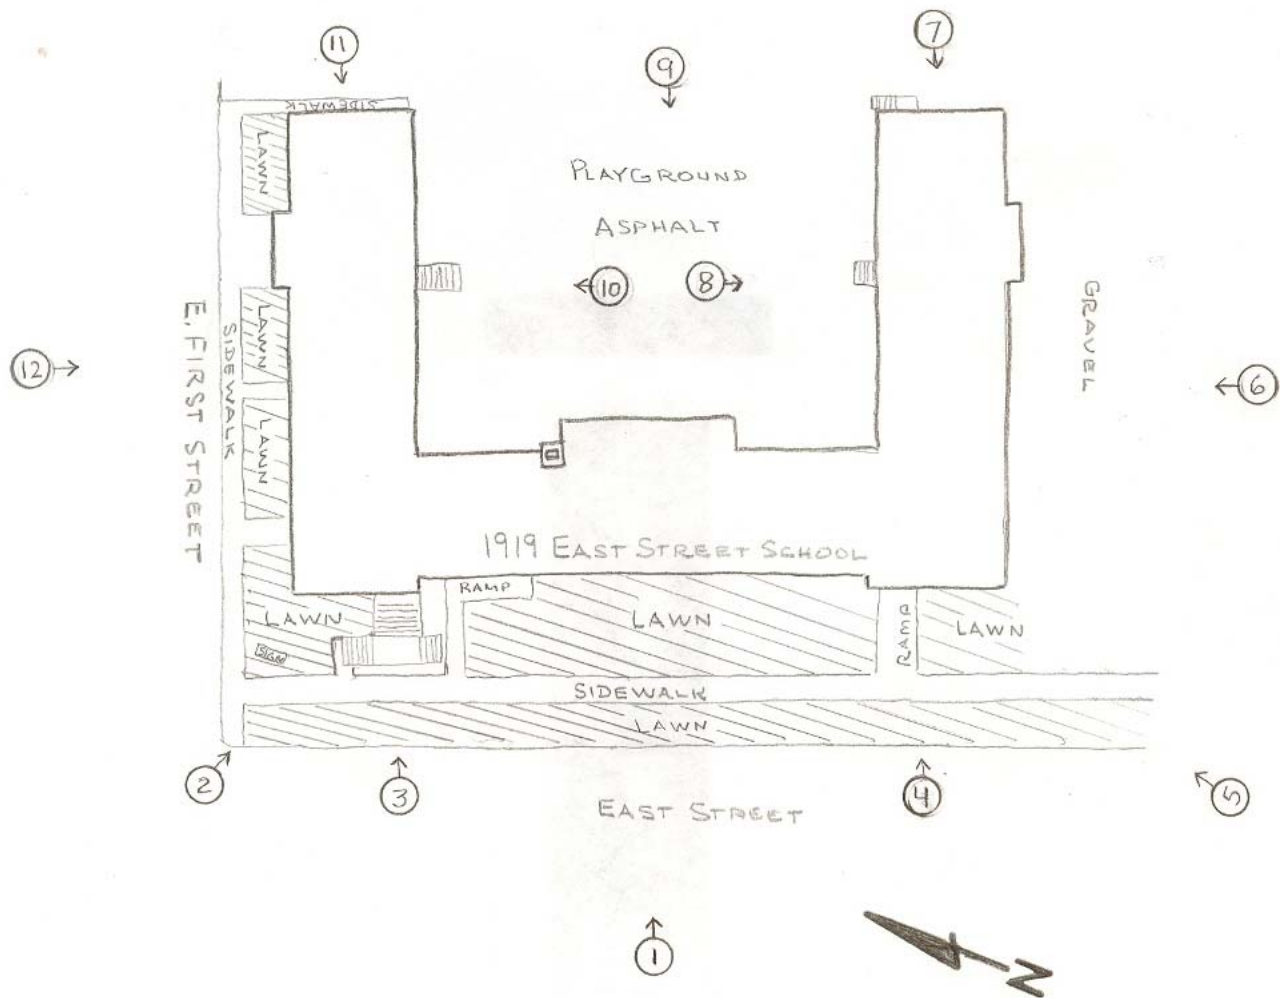 11
9
7
SIDEWALK
LAWN
PLAYGROUND
ASPHALT
10
8
GRAVEL
E. FIRST STREET
SIDEWALK
LAWN
12
6
LAWN
1919 EAST STREET SCHOOL
RAMP
LAWN
SIGN
LAWN
RAMP
LAWN
SIDEWALK
LAWN
2
3
4
5
EAST STREET
1
N